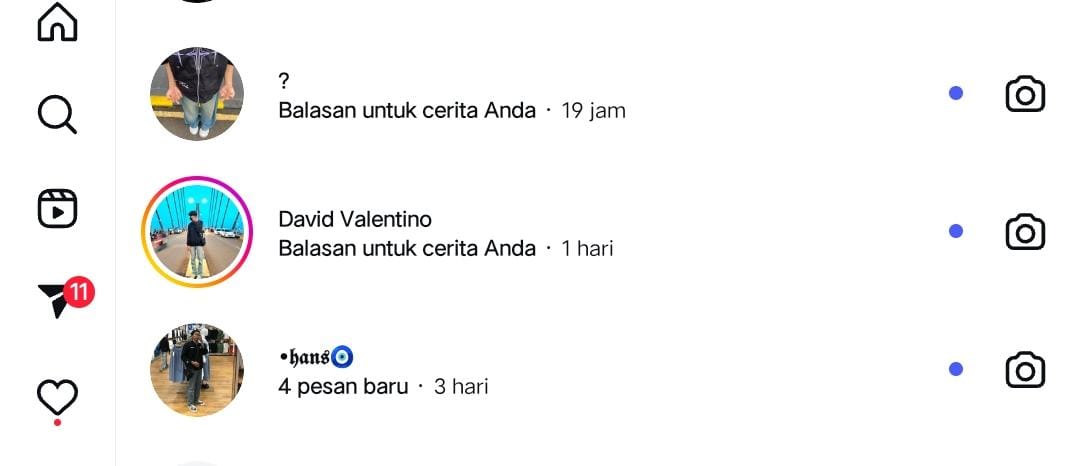 ?
Balasan untuk cerita Anda · 19 jam
David Valentino
Balasan untuk cerita Anda · 1 hari
11
•𝖍𝖆𝖓𝖘🧿
4 pesan baru · 3 hari